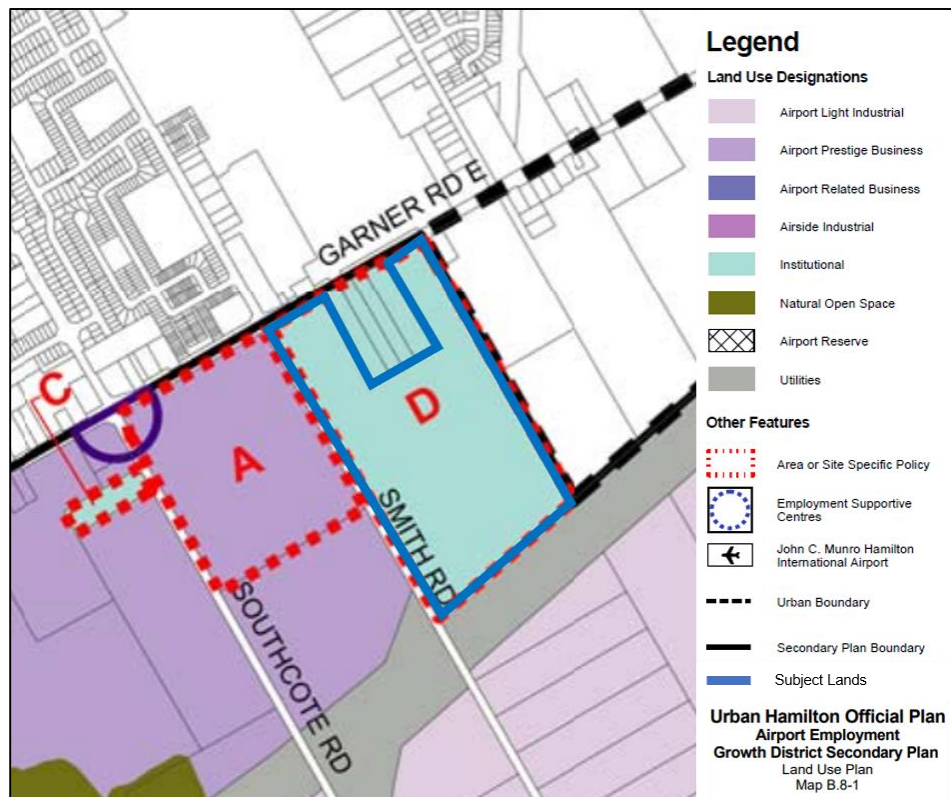 GARNER RD E
C
A
D
SMITH RD
SOUTHCOTE RD
Legend
Land Use Designations
Airport Light Industrial
Airport Prestige Business
Airport Related Business
Airside Industrial
Institutional
Natural Open Space
Airport Reserve
Utilities
Other Features
Area or Site Specific Policy
Employment Supportive
Centres
John C. Munro Hamilton
International Airport
Urban Boundary
Secondary Plan Boundary
Subject Lands
Urban Hamilton Official Plan
Airport Employment
Growth District Secondary Plan
Land Use Plan
Map B.8-1